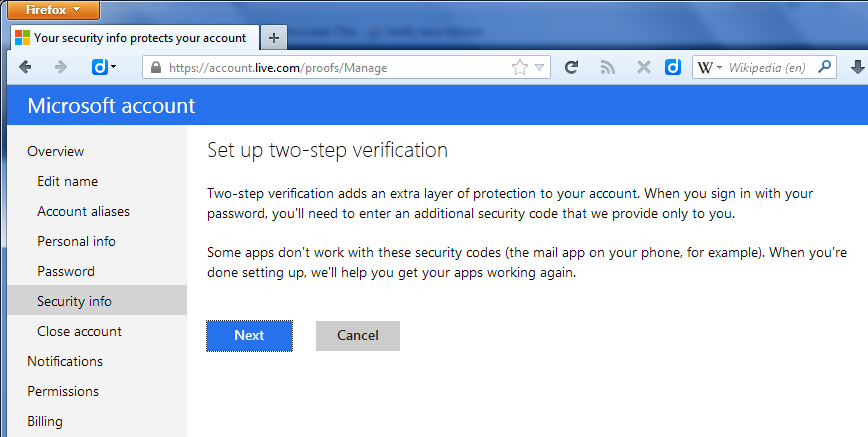 Firefox
Your security info protects your account
https://account.live.com/proofs/Manage
W Wikipedia (en)
Microsoft account
Overview
Edit name
Account aliases
Personal info
Password
Security info
Close account
Notifications
Permissions
Billing
Set up two-step verification
Two-step verification adds an extra layer of protection to your account. When you sign in with your
password, you'll need to enter an additional security code that we provide only to you.
Some apps don't work with these security codes (the mail app on your phone, for example). When you're
done setting up, we'll help you get your apps working again.
Next
Cancel